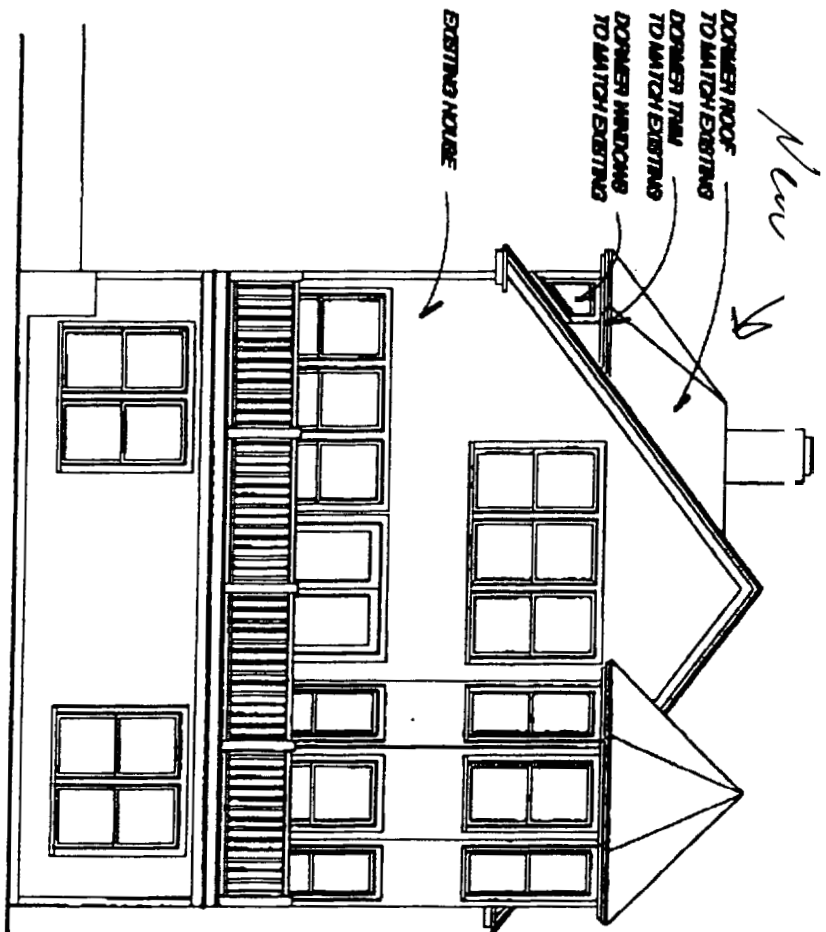 New
DORMER ROOF
TO MATCH EXISTING
DORMER TRIM
TO MATCH EXISTING
DORMER WINDOWS
TO MATCH EXISTING
EXISTING HOUSE